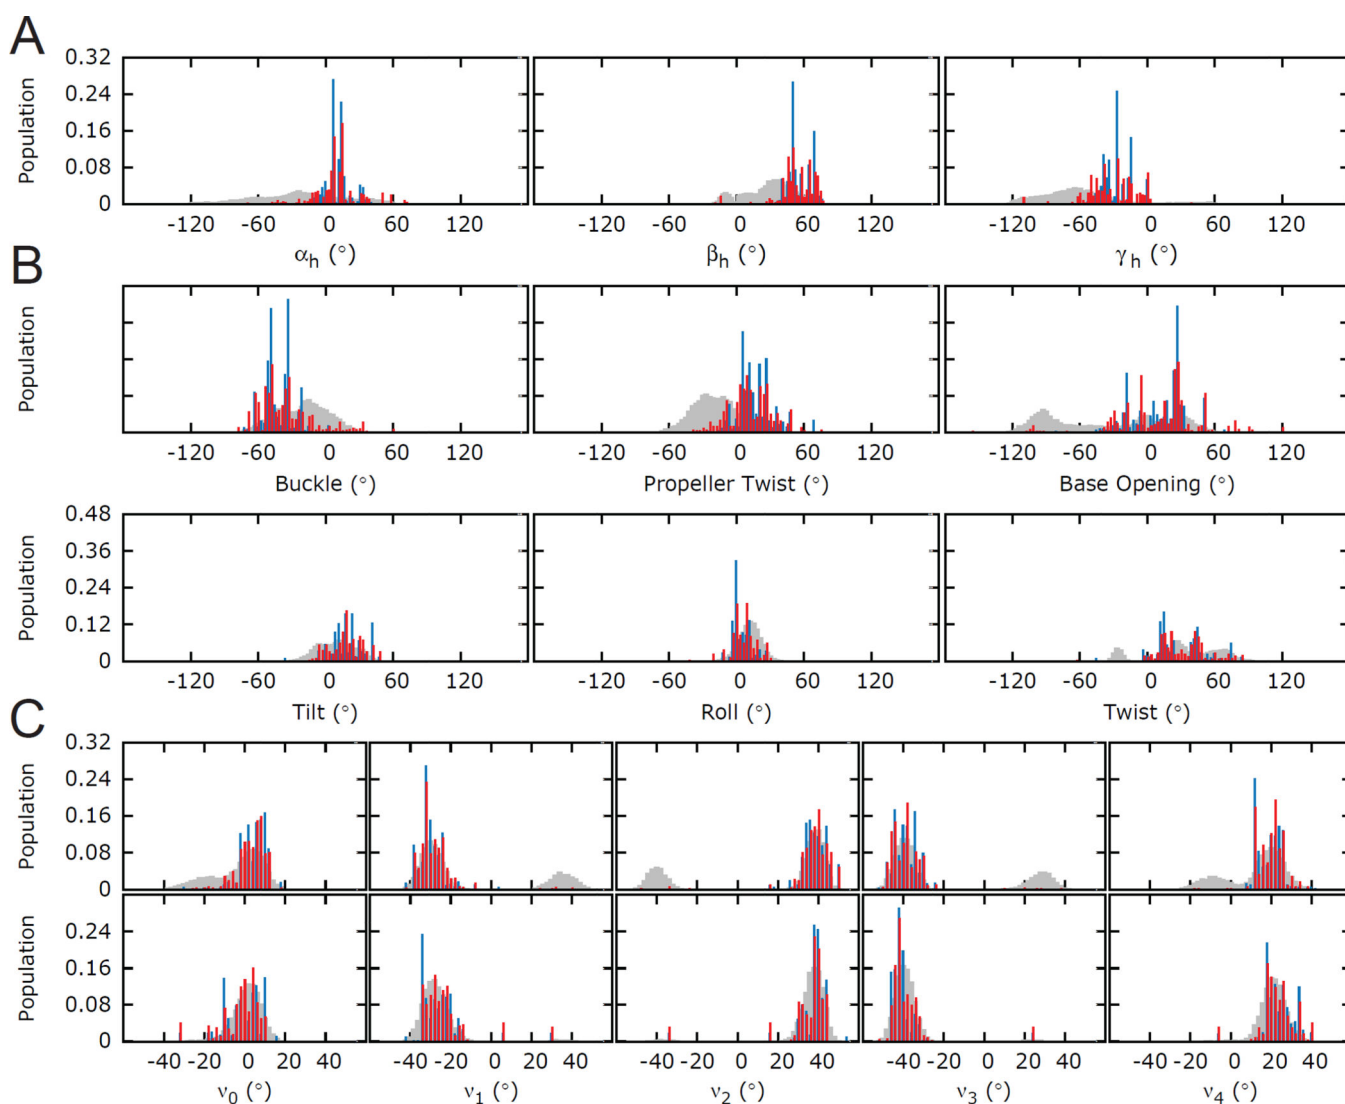 A
Population
0.32
0.24
0.16
0.08
0
-120 -60 0 60 120 -120 -60 0 60 120 -120 -60 0 60 120
αh (°) βh (°) γh (°)
B
Population
-120 -60 0 60 120 -120 -60 0 60 120 -120 -60 0 60 120
Buckle (°) Propeller Twist (°) Base Opening (°)
Population
0.48
0.36
0.24
0.12
0
-120 -60 0 60 120 -120 -60 0 60 120 -120 -60 0 60 120
Tilt (°) Roll (°) Twist (°)
C
Population
0.32
0.24
0.16
0.08
0
Population
0.24
0.16
0.08
0
-40 -20 0 20 40 -40 -20 0 20 40 -40 -20 0 20 40 -40 -20 0 20 40 -40 -20 0 20 40
ν0 (°) ν1 (°) ν2 (°) ν3 (°) ν4 (°)